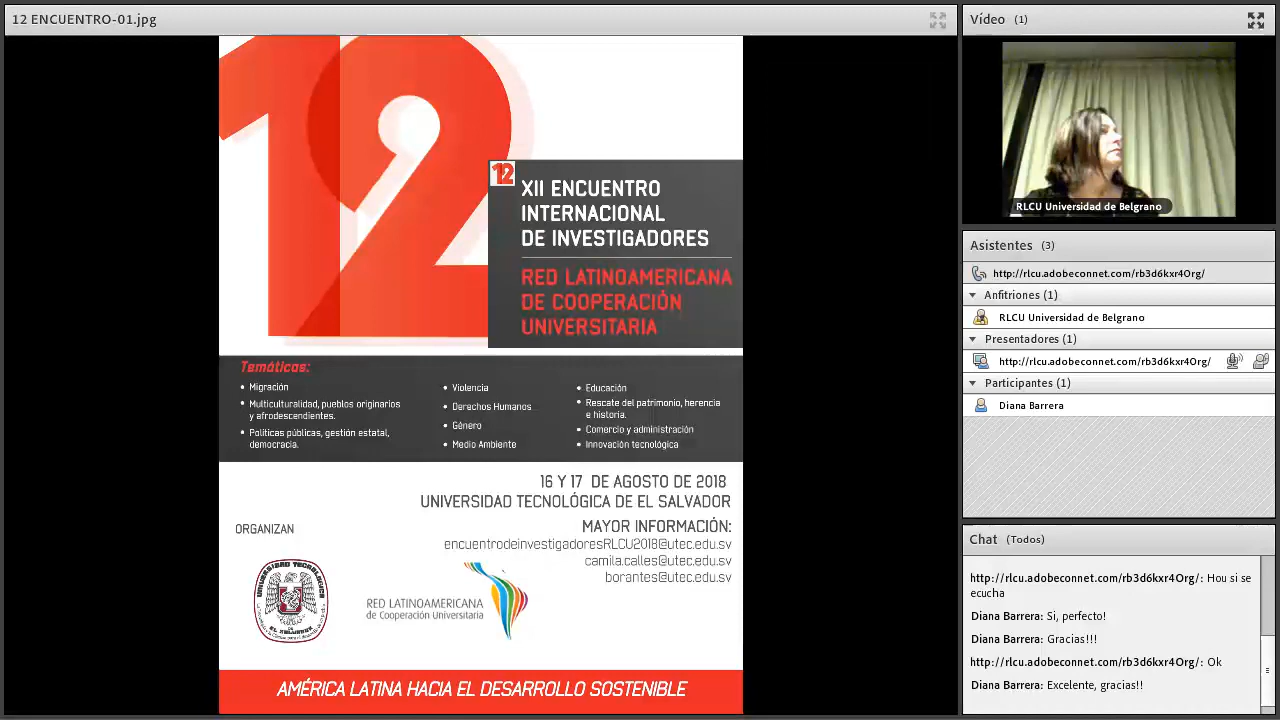 12 ENCUENTRO-01.jpg
12
12
XII ENCUENTRO
INTERNACIONAL
DE INVESTIGADORES
RED LATINOAMERICANA
DE COOPERACIÓN
UNIVERSITARIA
Temáticas:
• Migración
• Multiculturalidad, pueblos originarios
y afrodescendientes.
• Políticas públicas, gestión estatal,
democracia.
• Violencia
• Derechos Humanos
• Género
• Medio Ambiente
• Educación
• Rescate del patrimonio, herencia
e historia.
• Comercio y administración
• Innovación tecnológica
16 Y 17 DE AGOSTO DE 2018
UNIVERSIDAD TECNOLÓGICA DE EL SALVADOR
MAYOR INFORMACIÓN:
encuentrodeinvestigadoresRLCU2018@utec.edu.sv
camila.calles@utec.edu.sv
borantes@utec.edu.sv
ORGANIZAN
UNIVERSIDAD TECNOLOGICA
DE EL SALVADOR
RED LATINOAMERICANA
de Cooperación Universitaria
AMÉRICA LATINA HACIA EL DESARROLLO SOSTENIBLE
Vídeo (1)
RLCU Universidad de Belgrano
Asistentes (3)
http://rlcu.adobeconnet.com/rb3d6kxr4Org/
Anfitriones (1)
RLCU Universidad de Belgrano
Presentadores (1)
http://rlcu.adobeconnet.com/rb3d6kxr4Org/
Participantes (1)
Diana Barrera
Chat (Todos)
http://rlcu.adobeconnet.com/rb3d6kxr4Org/: Hou si se
ecucha
Diana Barrera: Si, perfecto!
Diana Barrera: Gracias!!!
http://rlcu.adobeconnet.com/rb3d6kxr4Org/: Ok
Diana Barrera: Excelente, gracias!!